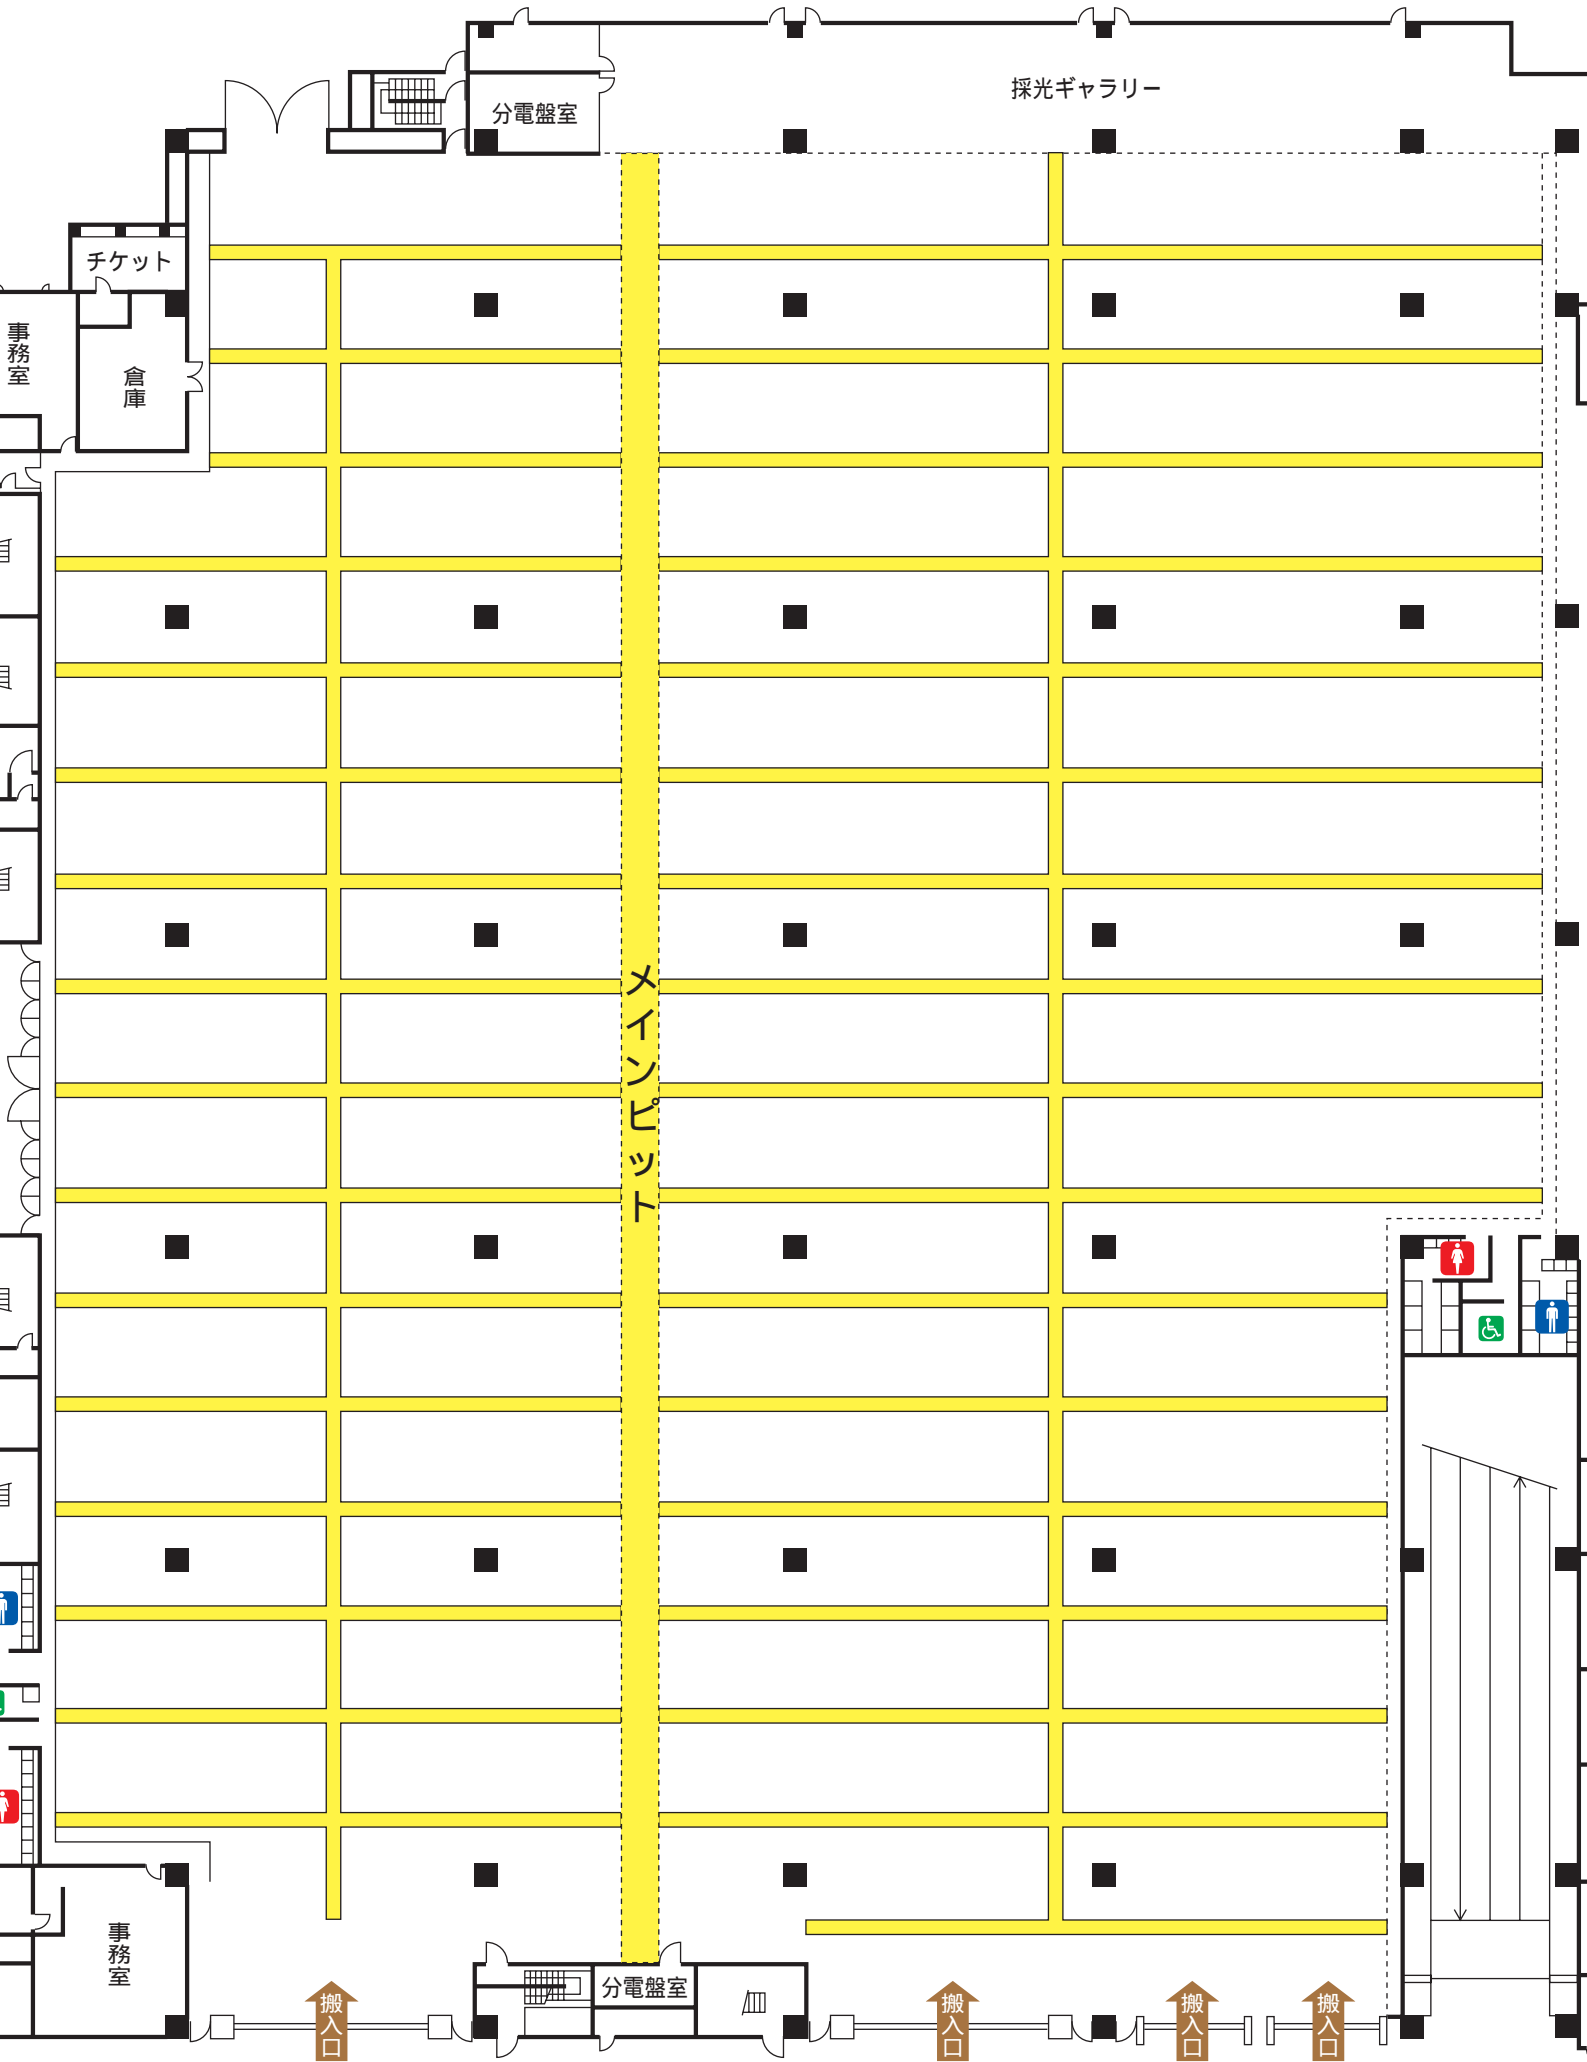 採光ギャラリー
分電盤室
チケット
事務室
倉庫
メインピット
事務室
分電盤室
搬入口
搬入口
搬入口
搬入口